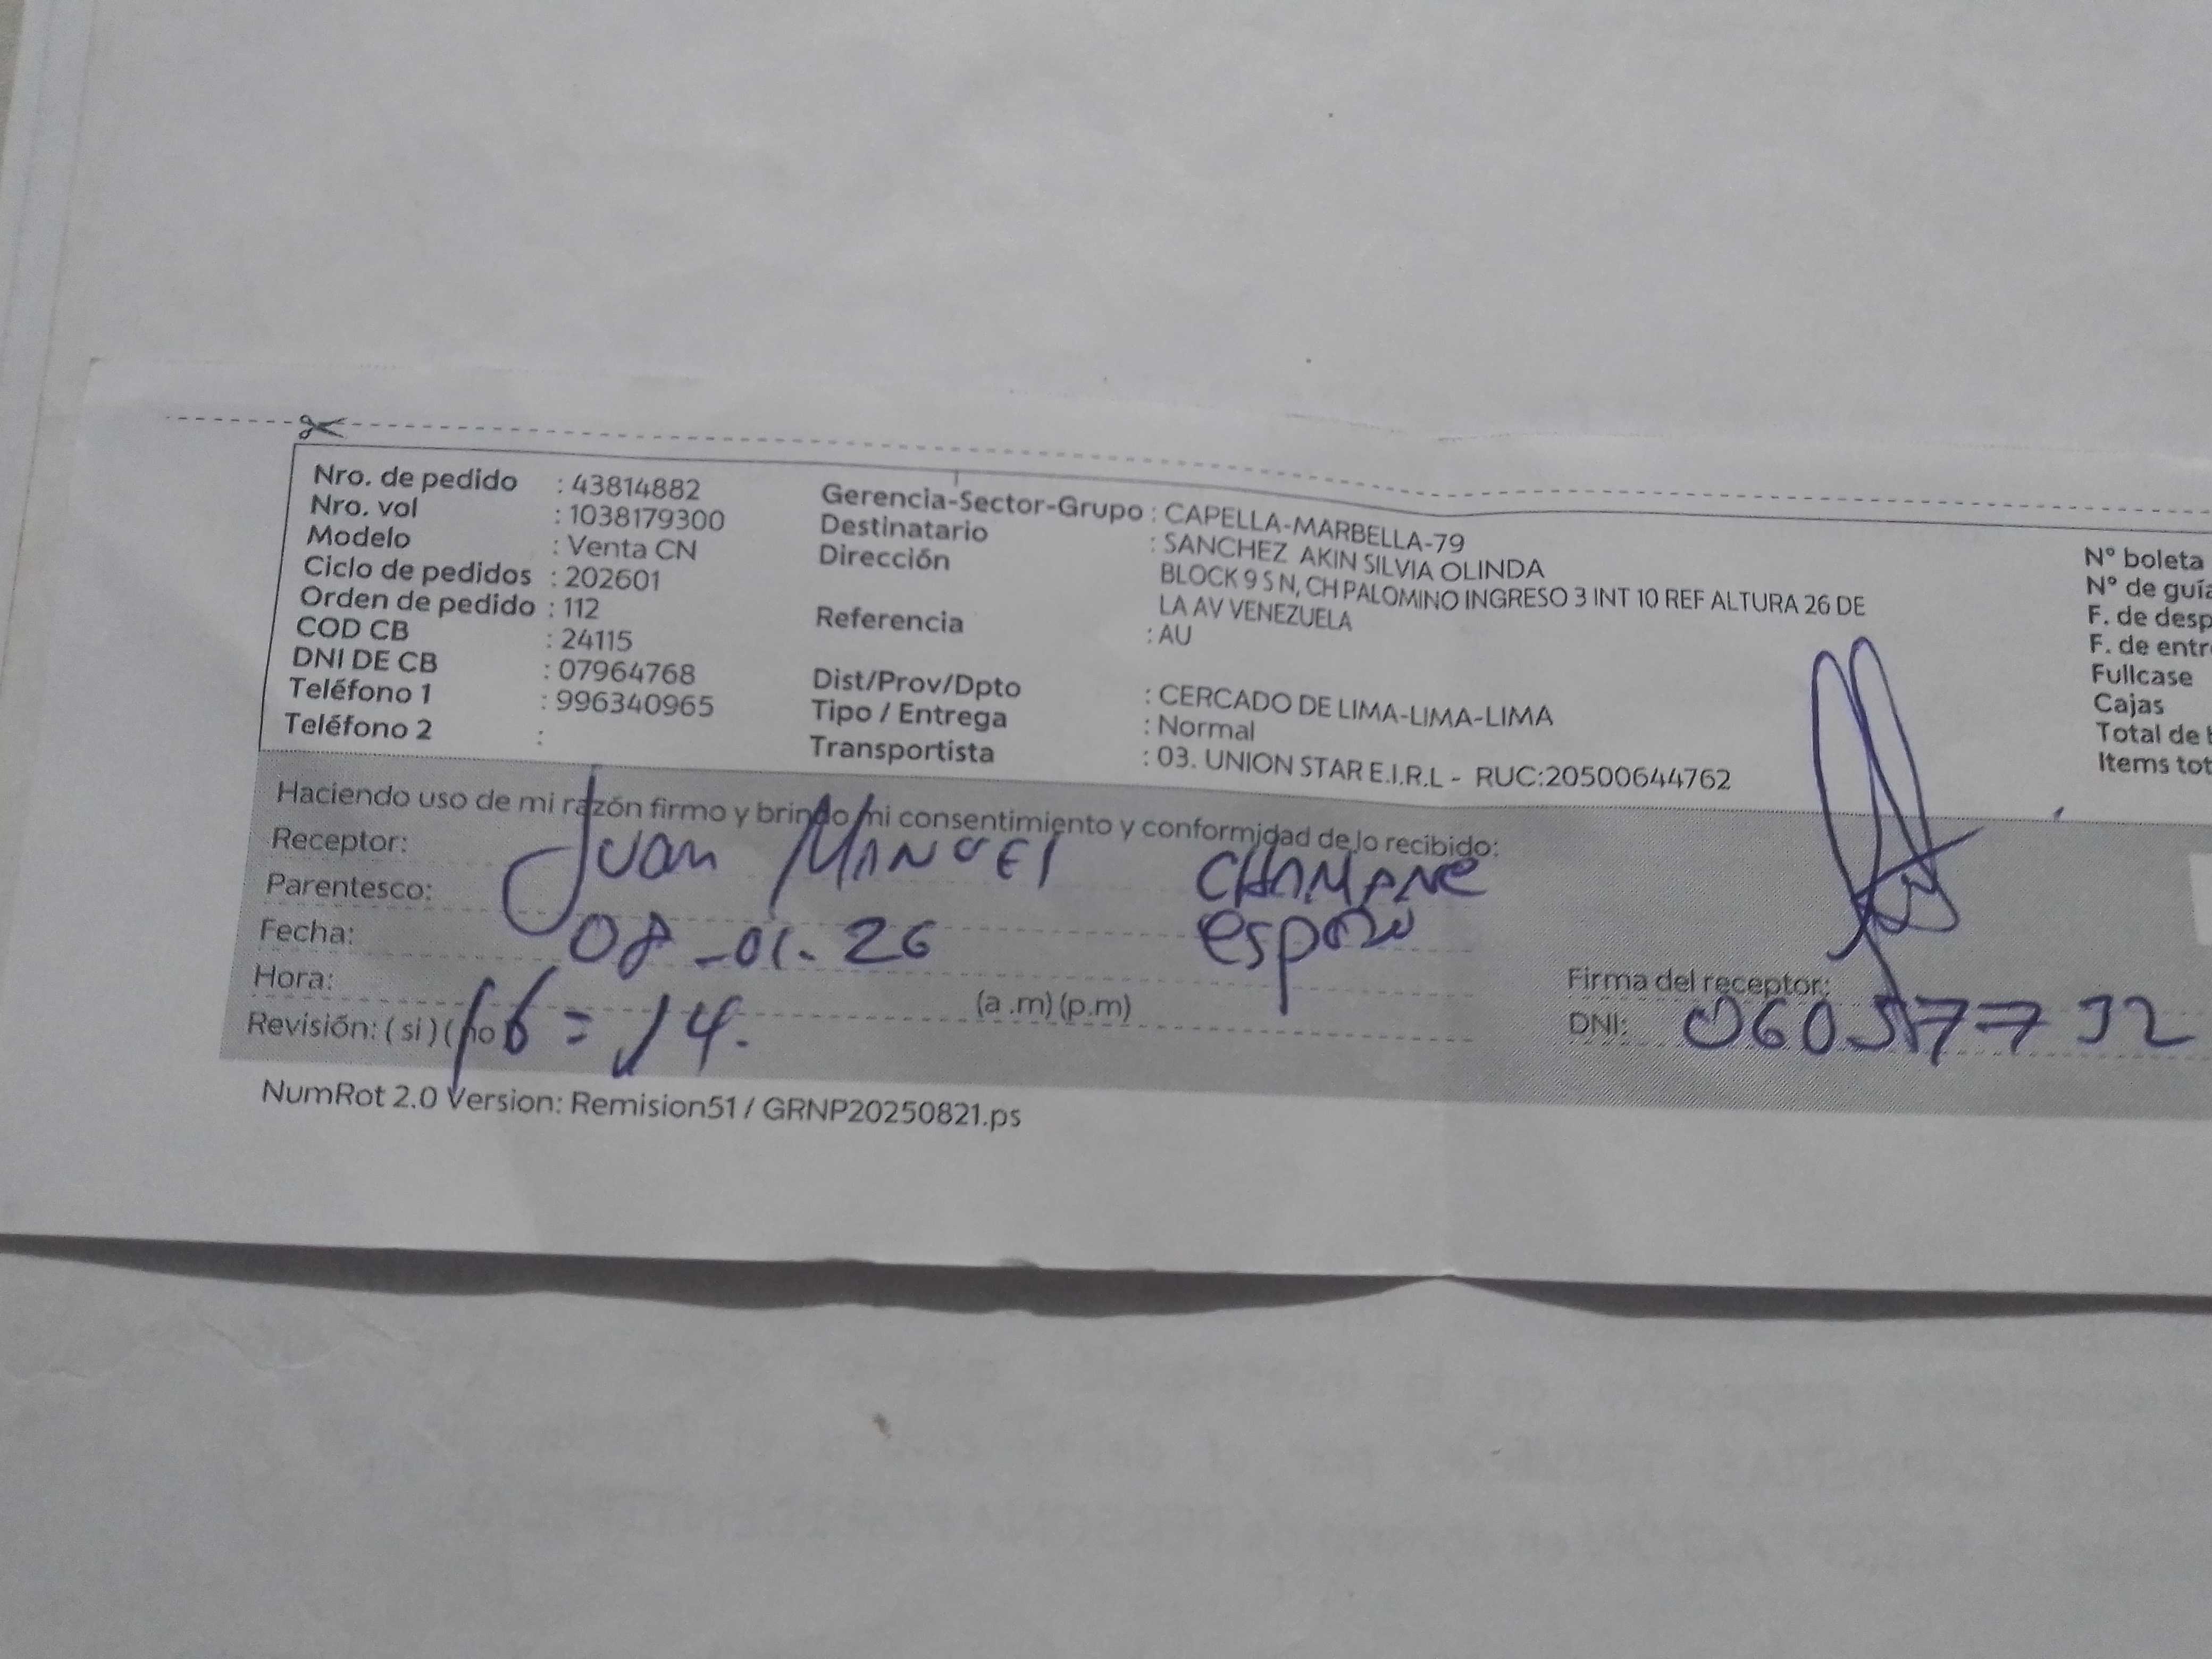 Nro. de pedido : 43814882
Nro. vol : 1038179300
Modelo : Venta CN
Ciclo de pedidos : 202601
Orden de pedido : 112
COD CB : 24115
DNI DE CB : 07964768
Teléfono 1 : 996340965
Teléfono 2 :
Gerencia-Sector-Grupo : CAPELLA-MARBELLA-79
Destinatario : SANCHEZ AKIN SILVIA OLINDA
Dirección BLOCK 9 S N, CH PALOMINO INGRESO 3 INT 10 REF ALTURA 26 DE
LA AV VENEZUELA
Referencia : AU
Dist/Prov/Dpto : CERCADO DE LIMA-LIMA-LIMA
Tipo / Entrega : Normal
Transportista : 03. UNION STAR E.I.R.L - RUC:20500644762
N° boleta
N° de guía
F. de desp
F. de entr
Fullcase
Cajas
Total de
Items tot
Haciendo uso de mi razón firmo y brindo mi consentimiento y conformidad de lo recibido:
Receptor: Juan MANUEl CHAMANe
Parentesco: esposo
Fecha: 08-01-26
Hora: 16=14. (a .m) (p.m)
Revisión: ( si ) ( no
Firma del receptor:
DNI:
NumRot 2.0 Version: Remision51 / GRNP20250821.ps